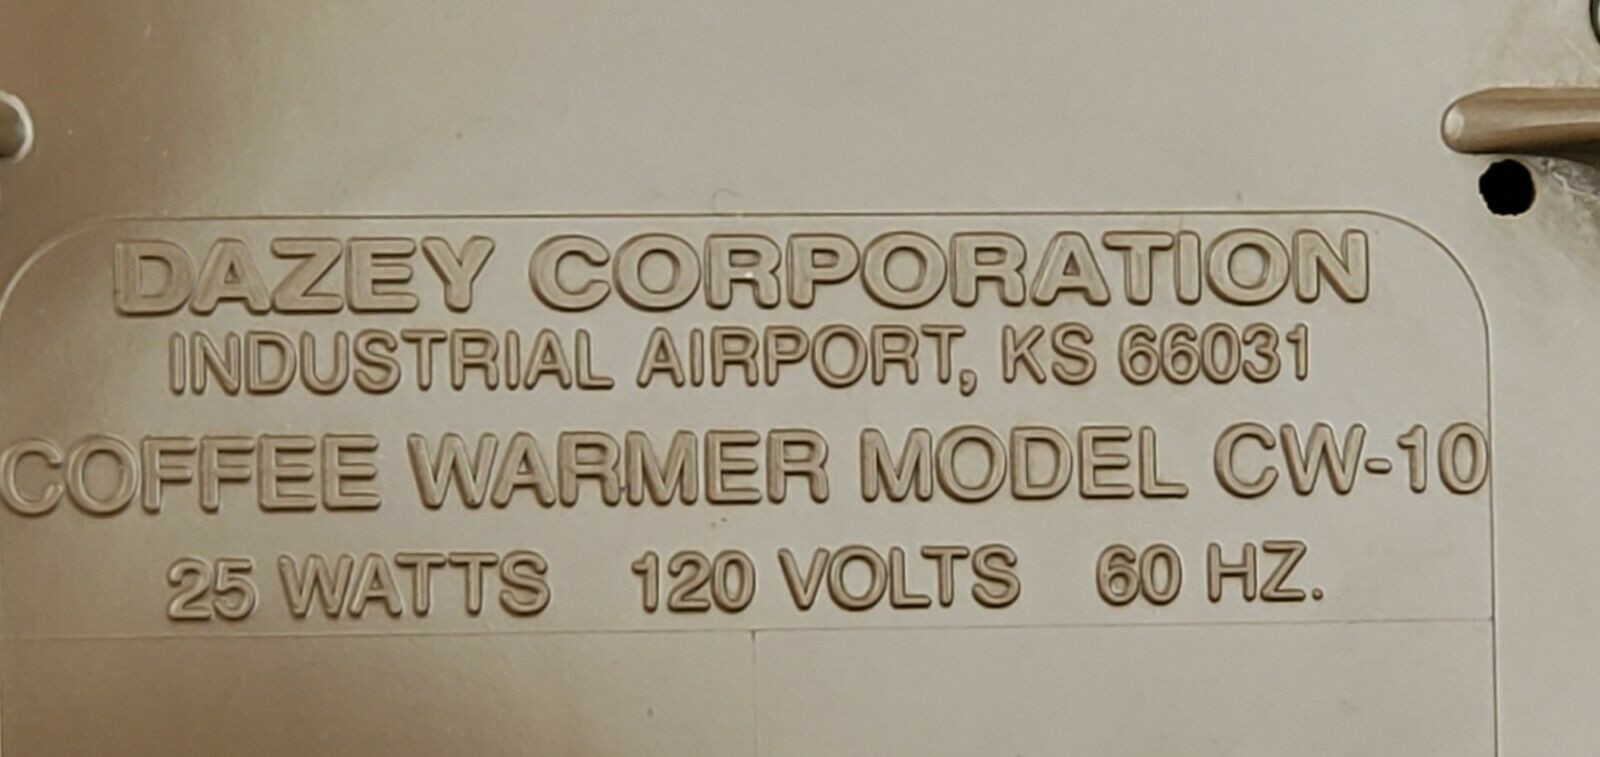 DAZEY CORPORATION
INDUSTRIAL AIRPORT, KS 66031
COFFEE WARMER MODEL CW-10
25 WATTS 120 VOLTS 60 HZ.